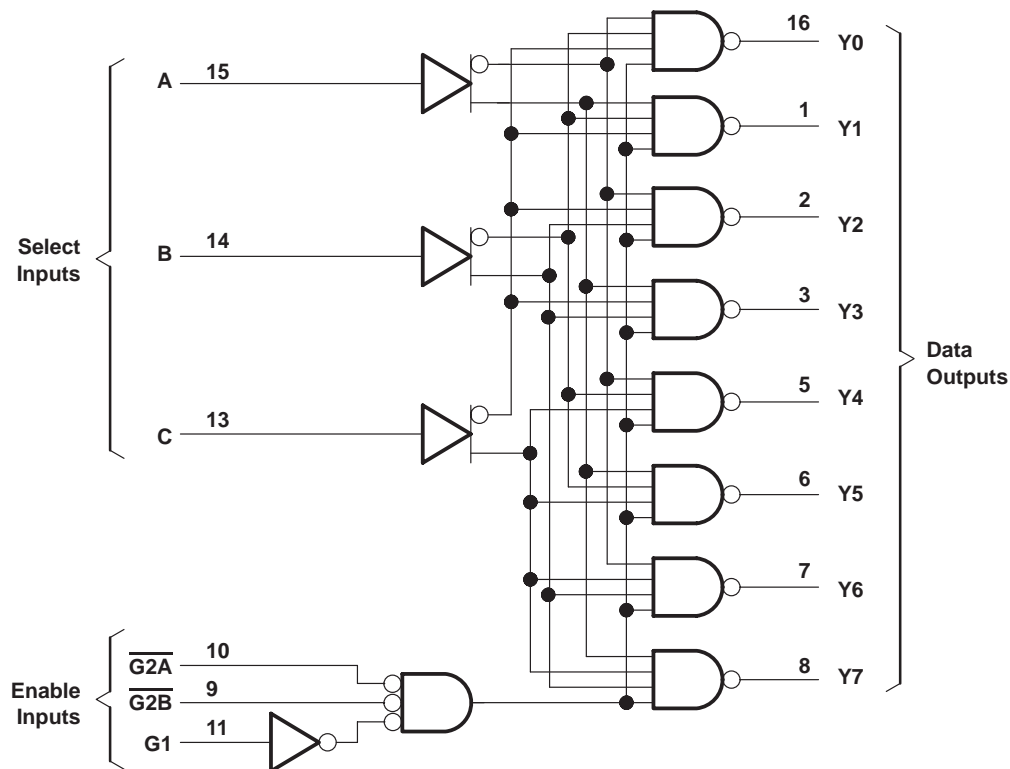 16 Y0
A 15
1 Y1
2 Y2
Select
Inputs
B 14
3 Y3
Data
Outputs
5 Y4
C 13
6 Y5
7 Y6
Enable
Inputs
G2A 10
G2B 9
G1 11
8 Y7